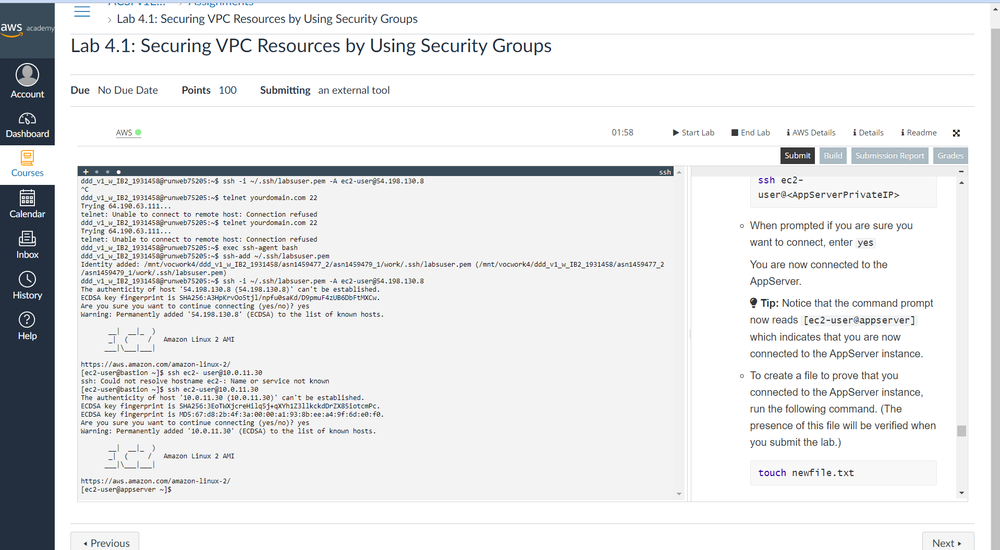 aws academy
Account
Dashboard
Courses
Calendar
Inbox
History
Help
› Assignments
› Lab 4.1: Securing VPC Resources by Using Security Groups
Lab 4.1: Securing VPC Resources by Using Security Groups
Due No Due Date Points 100 Submitting an external tool
AWS 01:58 Start Lab End Lab AWS Details Details Readme
Submit Build Submission Report Grades
+ ssh
ddd_v1_w_IB2_1931458@runweb75205:~$ ssh -i ~/.ssh/labsuser.pem -A ec2-user@54.198.130.8
^C
ddd_v1_w_IB2_1931458@runweb75205:~$ telnet yourdomain.com 22
Trying 64.190.63.111...
telnet: Unable to connect to remote host: Connection refused
ddd_v1_w_IB2_1931458@runweb75205:~$ telnet yourdomain.com 22
Trying 64.190.63.111...
telnet: Unable to connect to remote host: Connection refused
ddd_v1_w_IB2_1931458@runweb75205:~$ exec ssh-agent bash
ddd_v1_w_IB2_1931458@runweb75205:~$ ssh-add ~/.ssh/labsuser.pem
Identity added: /mnt/vocwork4/ddd_v1_w_IB2_1931458/asn1459477_2/asn1459479_1/work/.ssh/labsuser.pem (/mnt/vocwork4/ddd_v1_w_IB2_1931458/asn1459477_2
/asn1459479_1/work/.ssh/labsuser.pem)
ddd_v1_w_IB2_1931458@runweb75205:~$ ssh -i ~/.ssh/labsuser.pem -A ec2-user@54.198.130.8
The authenticity of host '54.198.130.8 (54.198.130.8)' can't be established.
ECDSA key fingerprint is SHA256:A3HpKrvOo5tjl/npfu0saKd/D9pmuF4zUB6DbFtMXCw.
Are you sure you want to continue connecting (yes/no)? yes
Warning: Permanently added '54.198.130.8' (ECDSA) to the list of known hosts.
__| __|_ )
_| ( / Amazon Linux 2 AMI
___|\___|___|
https://aws.amazon.com/amazon-linux-2/
[ec2-user@bastion ~]$ ssh ec2- user@10.0.11.30
ssh: Could not resolve hostname ec2-: Name or service not known
[ec2-user@bastion ~]$ ssh ec2-user@10.0.11.30
The authenticity of host '10.0.11.30 (10.0.11.30)' can't be established.
ECDSA key fingerprint is SHA256:3EoTWXjcreHilq5j+qXYh1Z3llkckdDrZX85iotcmPc.
ECDSA key fingerprint is MD5:67:d8:2b:4f:3a:00:00:a1:93:8b:ee:a4:9f:6d:e0:f0.
Are you sure you want to continue connecting (yes/no)? yes
Warning: Permanently added '10.0.11.30' (ECDSA) to the list of known hosts.
__| __|_ )
_| ( / Amazon Linux 2 AMI
___|\___|___|
https://aws.amazon.com/amazon-linux-2/
[ec2-user@appserver ~]$
ssh ec2-
user@<AppServerPrivateIP>
When prompted if you are sure you
want to connect, enter yes
You are now connected to the
AppServer.
Tip: Notice that the command prompt
now reads [ec2-user@appserver]
which indicates that you are now
connected to the AppServer instance.
To create a file to prove that you
connected to the AppServer instance,
run the following command. (The
presence of this file will be verified when
you submit the lab.)
touch newfile.txt
Previous
Next